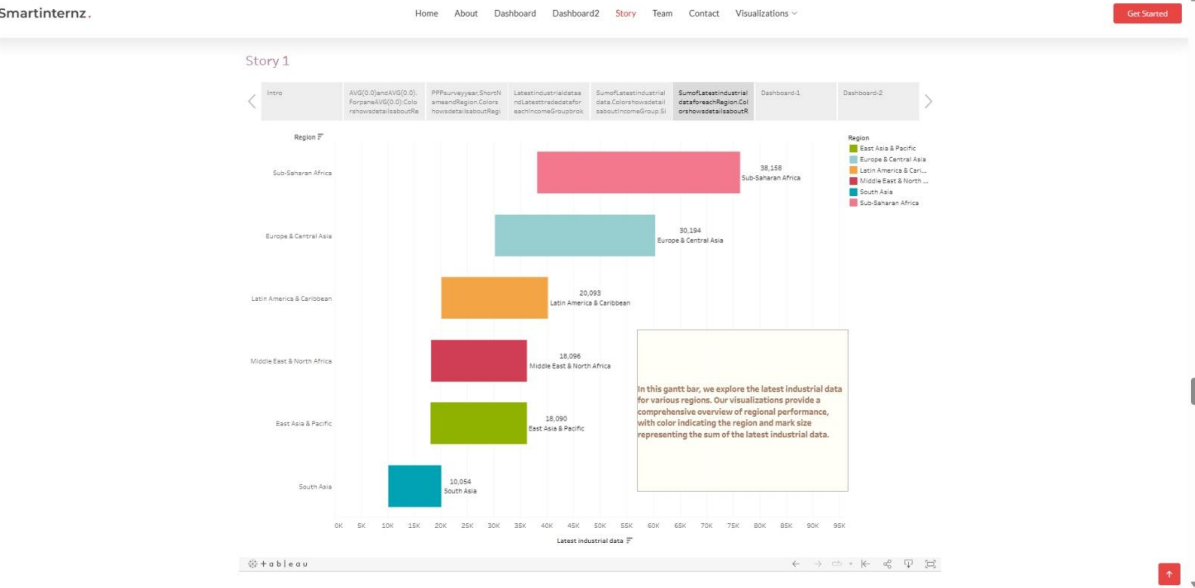 Smartinternz.
Home About Dashboard Dashboard2 Story Team Contact Visualizations
Get Started
Story 1
Intro
AVG(0.0)andAVG(0.0).
ForpaneAVG(0.0):Colo
rshowsdetailsaboutRe
PPPsurveyyear,ShortN
ameandRegion.Colors
howsdetailsaboutRegi
Latestindustrialdataa
ndLatesttradedatafor
eachIncomeGroupbrok
SumofLatestindustrial
data.Colorshowsdetail
saboutIncomeGroup.Si
SumofLatestindustrial
dataforeachRegion.Col
orshowsdetailsaboutR
Dashboard-1
Dashboard-2
Region
Sub-Saharan Africa
38,158
Sub-Saharan Africa
Europe & Central Asia
30,194
Europe & Central Asia
Latin America & Caribbean
20,093
Latin America & Caribbean
Middle East & North Africa
18,096
Middle East & North Africa
East Asia & Pacific
18,090
East Asia & Pacific
South Asia
10,054
South Asia
0K 5K 10K 15K 20K 25K 30K 35K 40K 45K 50K 55K 60K 65K 70K 75K 80K 85K 90K 95K
Latest industrial data
Region
East Asia & Pacific
Europe & Central Asia
Latin America & Cari...
Middle East & North ...
South Asia
Sub-Saharan Africa
In this gantt bar, we explore the latest industrial data
for various regions. Our visualizations provide a
comprehensive overview of regional performance,
with color indicating the region and mark size
representing the sum of the latest industrial data.
+ableau